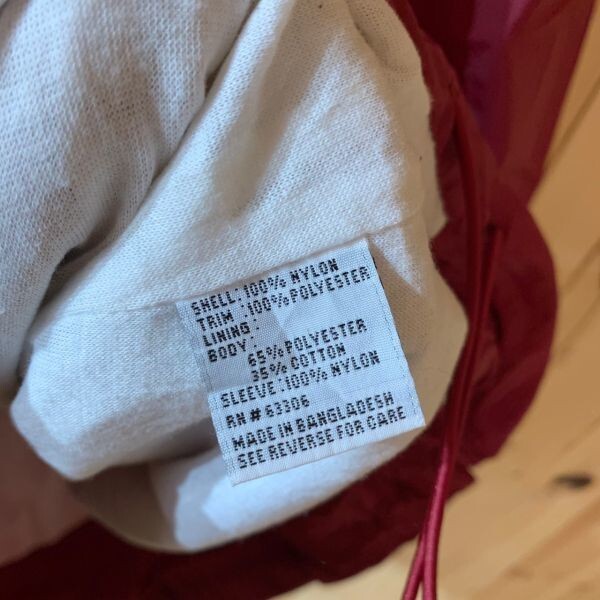 SHELL: 100% NYLON
TRIM: 100% POLYESTER
LINING:
BODY:
65% POLYESTER
35% COTTON
SLEEVE: 100% NYLON
RN# 63306
MADE IN BANGLADESH
SEE REVERSE FOR CARE